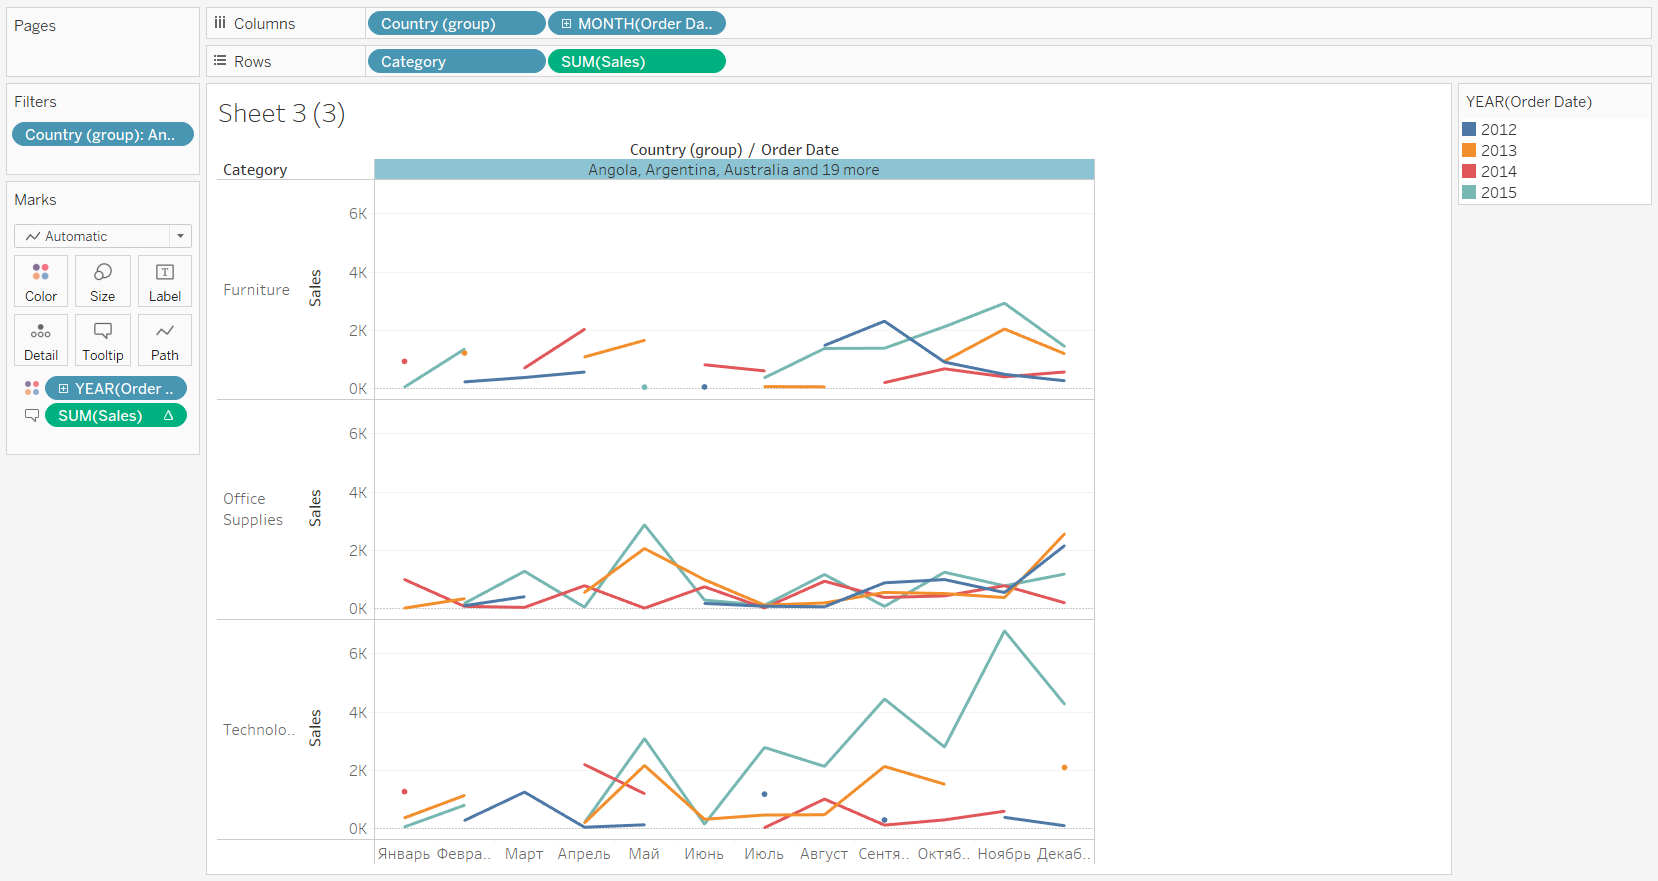 Pages
Columns
Country (group)
MONTH(Order Da..
Rows
Category
SUM(Sales)
Filters
Country (group): An..
Marks
Automatic
Color
Size
Label
Detail
Tooltip
Path
YEAR(Order ..
SUM(Sales) Δ
Sheet 3 (3)
Country (group) / Order Date
Category
Angola, Argentina, Australia and 19 more
Furniture
Sales
6K
4K
2K
0K
Office
Supplies
Sales
6K
4K
2K
0K
Technolo..
Sales
6K
4K
2K
0K
Январь Февра.. Март Апрель Май Июнь Июль Август Сентя.. Октяб.. Ноябрь Декаб..
YEAR(Order Date)
2012
2013
2014
2015